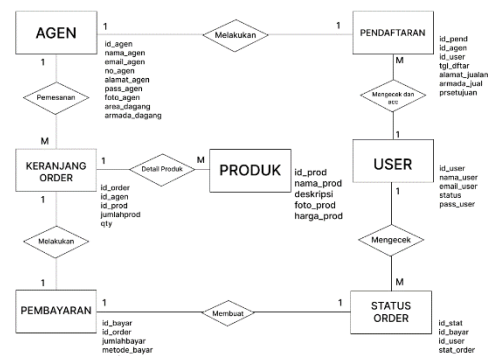 AGEN
1
Melakukan
1
PENDAFTARAN
id_agen
nama_agen
email_agen
no_agen
alamat_agen
pass_agen
foto_agen
area_dagang
armada_dagang
id_pend
id_agen
id_user
tgl_dftar
alamat_jualan
armada_jual
prsetujuan
1
Pemesanan
M
M
Mengecek dan
acc
1
KERANJANG
ORDER
1
Detail Produk
M
PRODUK
id_prod
nama_prod
deskripsi
foto_prod
harga_prod
USER
id_order
id_agen
id_prod
jumlahprod
qty
id_user
nama_user
email_user
status
pass_user
1
Melakukan
1
1
Mengecek
M
PEMBAYARAN
1
Membuat
1
STATUS
ORDER
id_bayar
id_order
jumlahbayar
metode_bayar
id_stat
id_bayar
id_user
stat_order